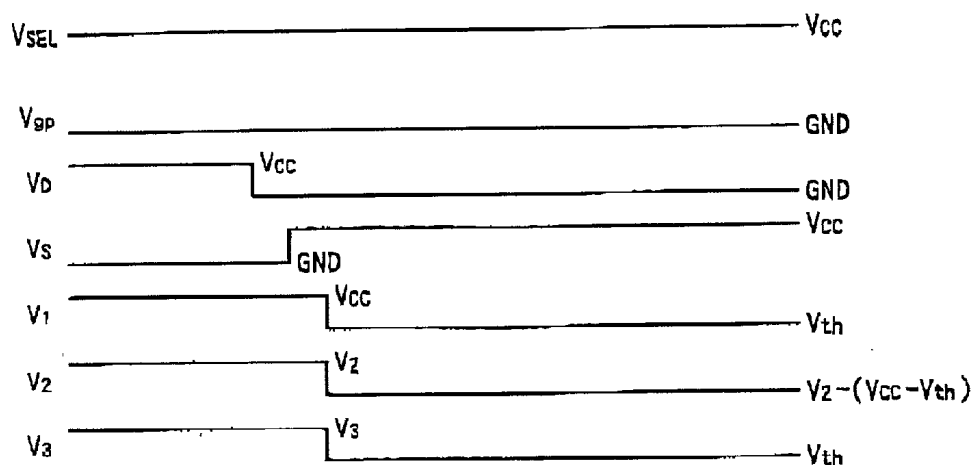 VSEL VCC
Vgp GND
VD VCC GND
VS GND VCC
V1 VCC Vth
V2 V2 V2-(VCC-Vth)
V3 V3 Vth